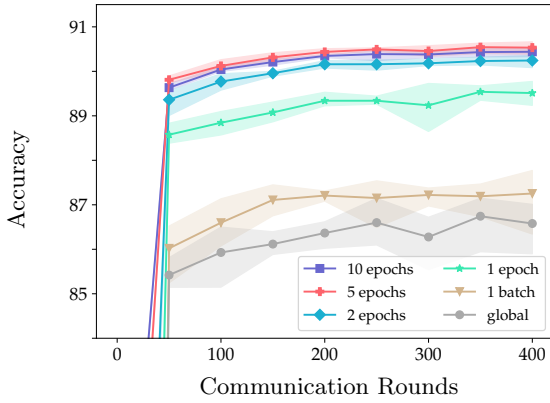 91
89
87
85
Accuracy
10 epochs
5 epochs
2 epochs
1 epoch
1 batch
global
0 100 200 300 400
Communication Rounds